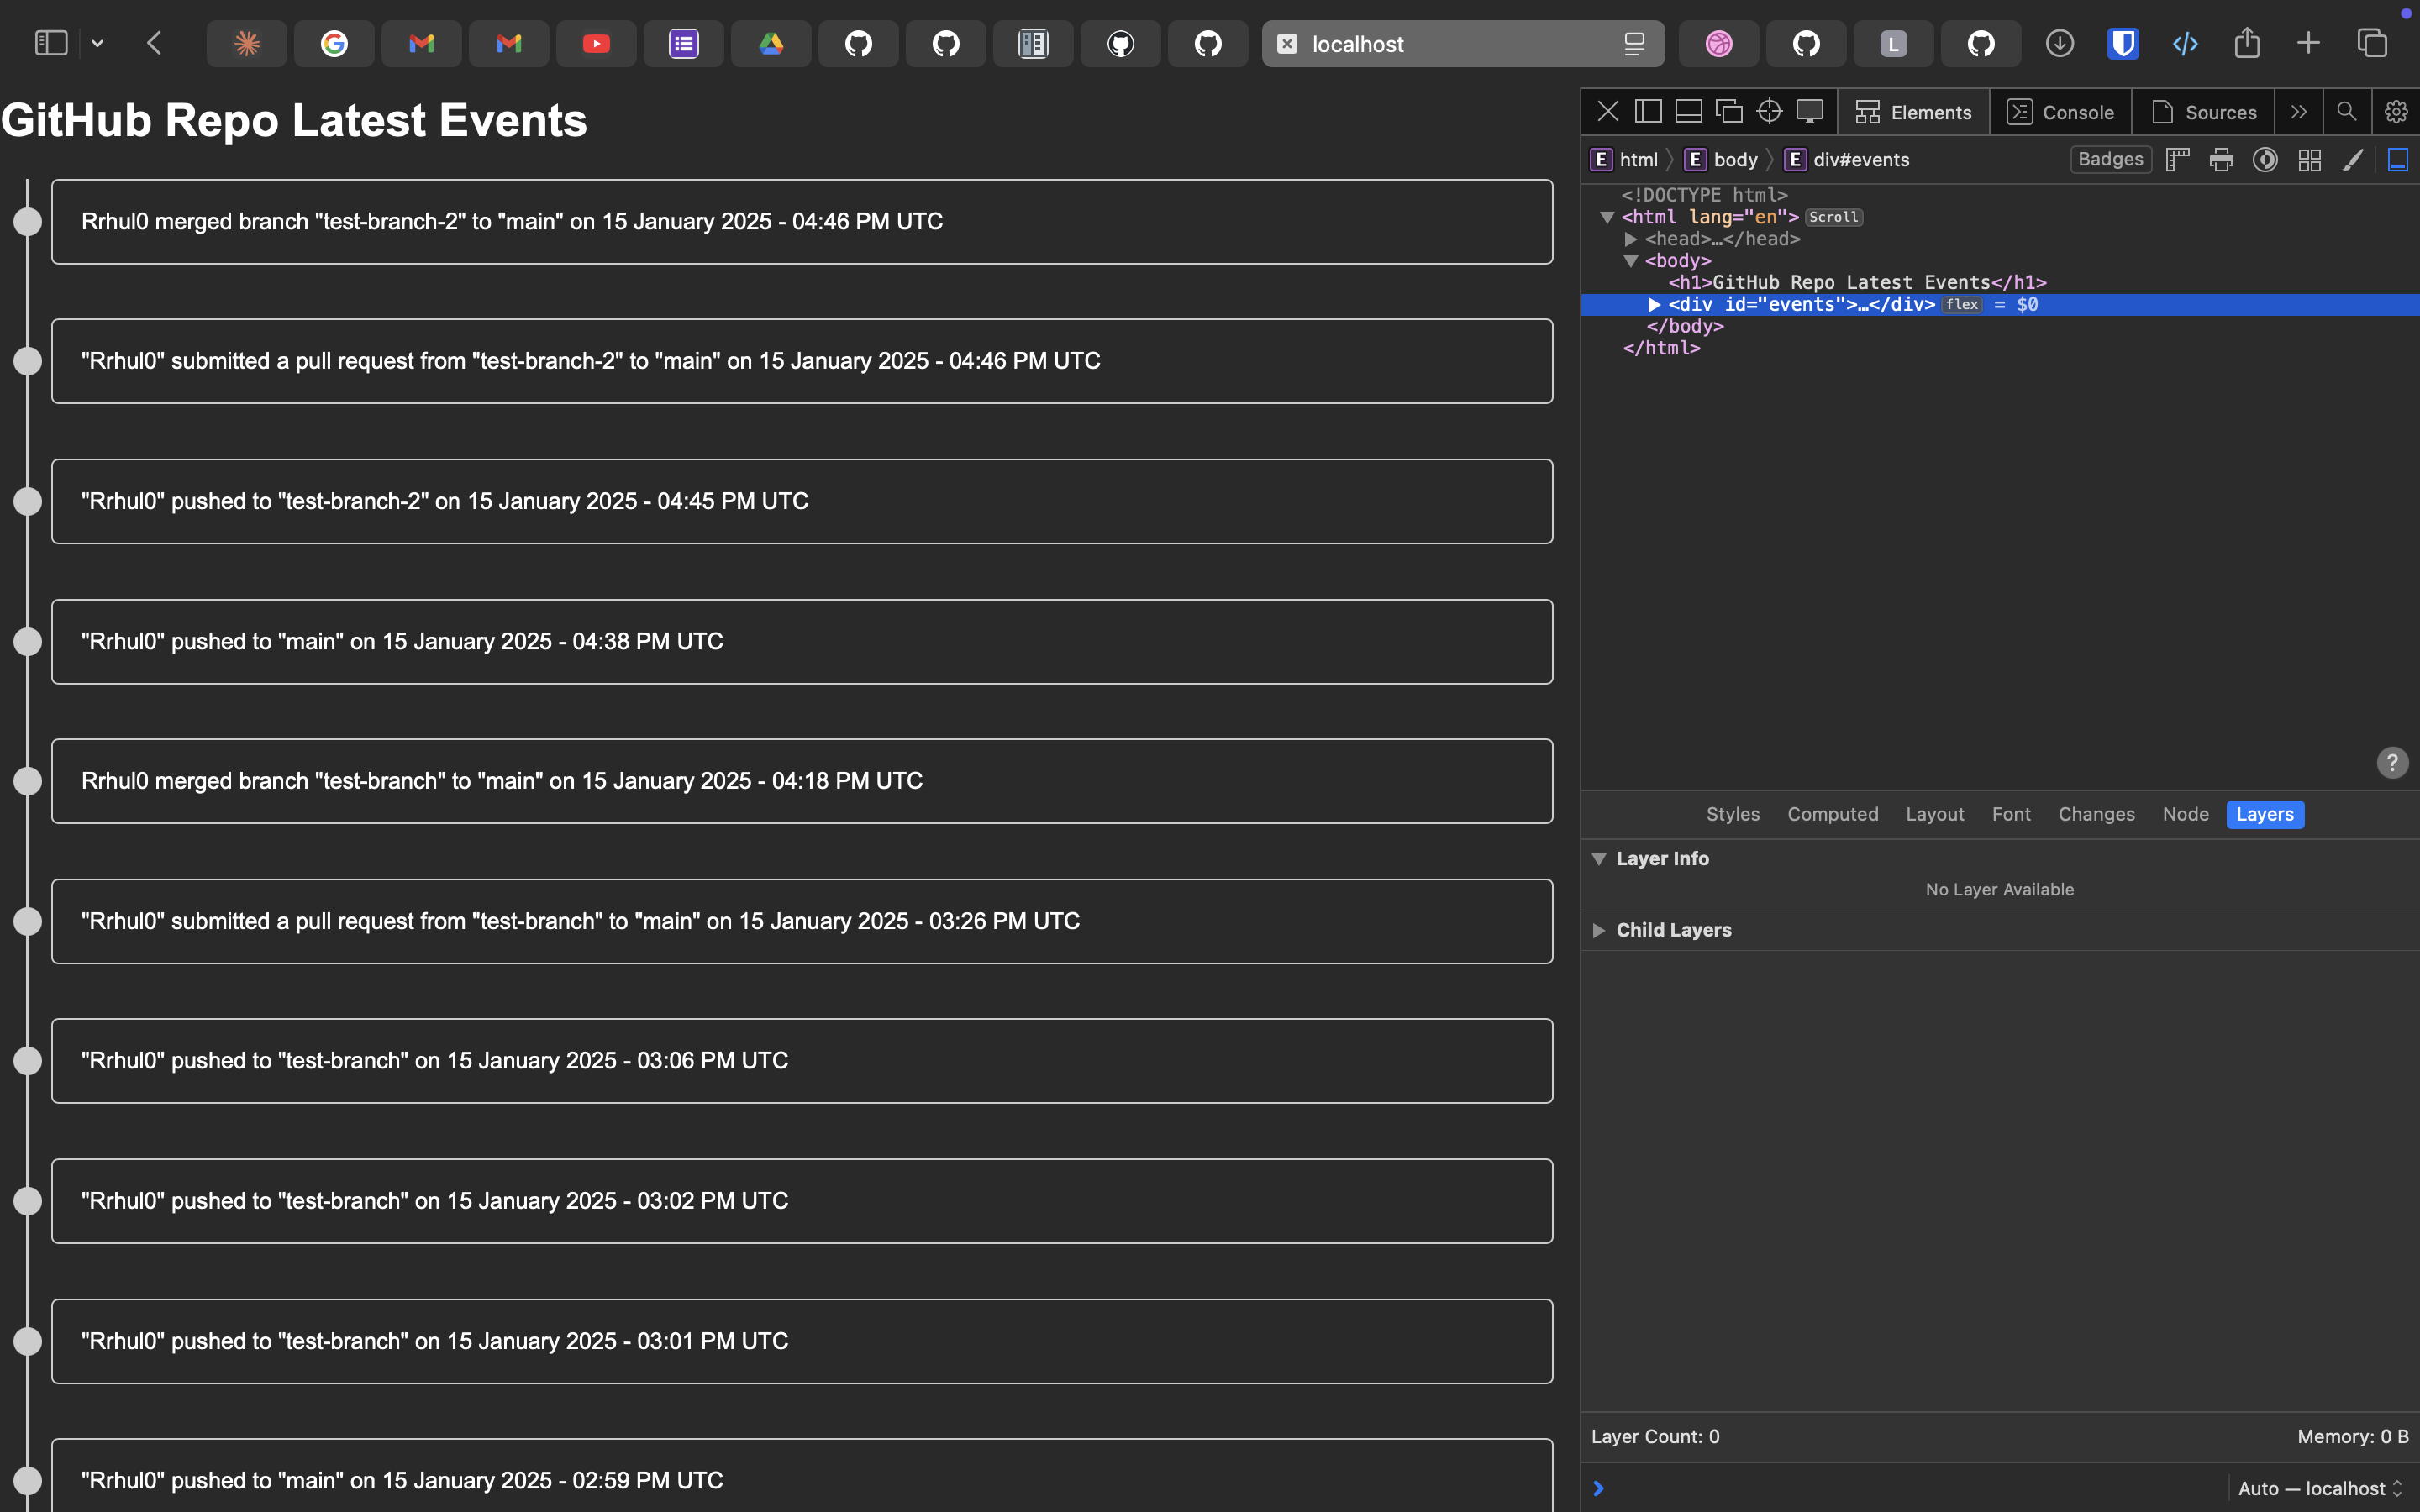 localhost
L
GitHub Repo Latest Events
Rrhul0 merged branch "test-branch-2" to "main" on 15 January 2025 - 04:46 PM UTC
"Rrhul0" submitted a pull request from "test-branch-2" to "main" on 15 January 2025 - 04:46 PM UTC
"Rrhul0" pushed to "test-branch-2" on 15 January 2025 - 04:45 PM UTC
"Rrhul0" pushed to "main" on 15 January 2025 - 04:38 PM UTC
Rrhul0 merged branch "test-branch" to "main" on 15 January 2025 - 04:18 PM UTC
"Rrhul0" submitted a pull request from "test-branch" to "main" on 15 January 2025 - 03:26 PM UTC
"Rrhul0" pushed to "test-branch" on 15 January 2025 - 03:06 PM UTC
"Rrhul0" pushed to "test-branch" on 15 January 2025 - 03:02 PM UTC
"Rrhul0" pushed to "test-branch" on 15 January 2025 - 03:01 PM UTC
"Rrhul0" pushed to "main" on 15 January 2025 - 02:59 PM UTC
Elements Console Sources
E html E body E div#events Badges
<!DOCTYPE html>
<html lang="en"> Scroll
<head>…</head>
<body>
<h1>GitHub Repo Latest Events</h1>
<div id="events">…</div> flex = $0
</body>
</html>
?
Styles Computed Layout Font Changes Node Layers
Layer Info
No Layer Available
Child Layers
Layer Count: 0 Memory: 0 B
Auto — localhost